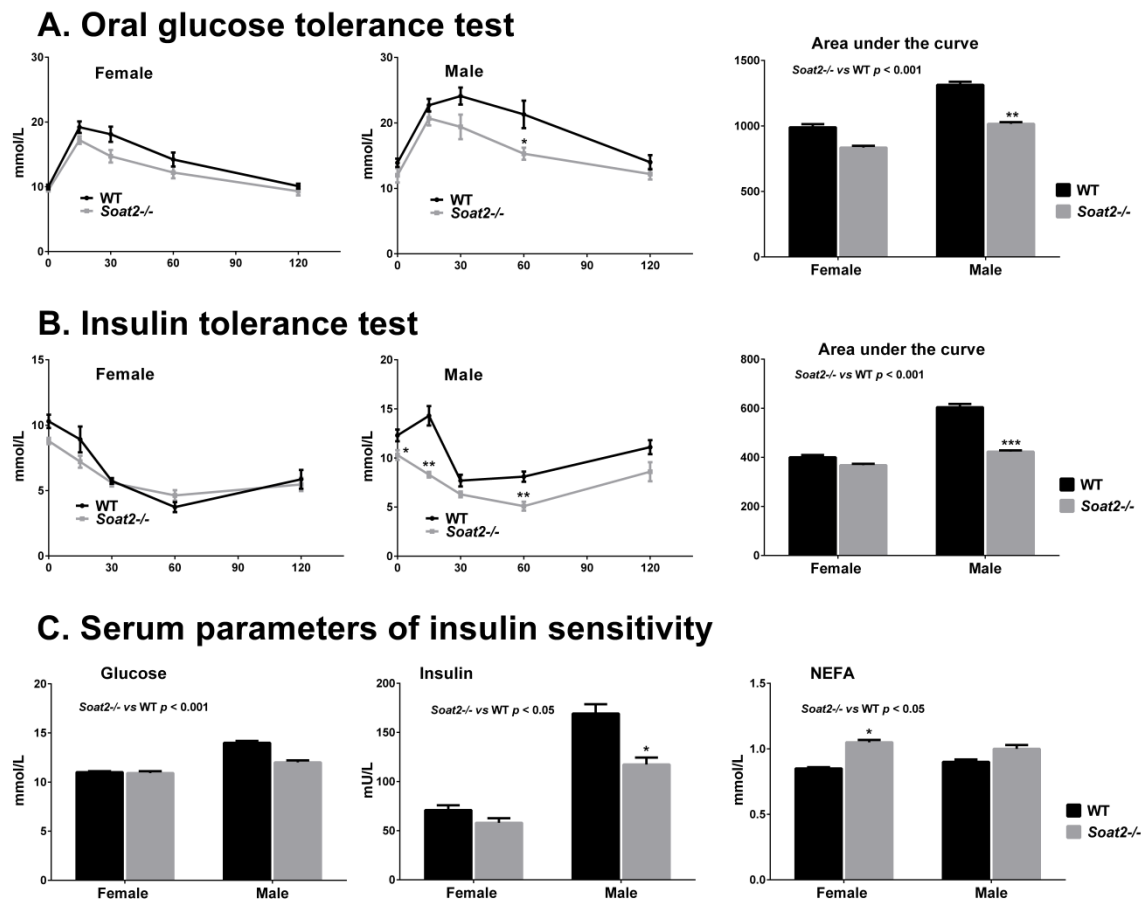 A. Oral glucose tolerance test
Female
mmol/L
30
20
10
0
0 30 60 90 120
WT
Soat2-/-
Male
mmol/L
30
20
10
0
0 30 60 90 120
*
WT
Soat2-/-
Area under the curve
Soat2-/- vs WT p < 0.001
1500
1000
500
0
**
Female Male
WT
Soat2-/-
B. Insulin tolerance test
Female
mmol/L
15
10
5
0
0 30 60 90 120
WT
Soat2-/-
Male
mmol/L
20
15
10
5
0
0 30 60 90 120
*
**
**
WT
Soat2-/-
Area under the curve
Soat2-/- vs WT p < 0.001
800
600
400
200
0
***
Female Male
WT
Soat2-/-
C. Serum parameters of insulin sensitivity
Glucose
Soat2-/- vs WT p < 0.001
mmol/L
20
15
10
5
0
Female Male
Insulin
Soat2-/- vs WT p < 0.05
mU/L
200
150
100
50
0
*
Female Male
NEFA
Soat2-/- vs WT p < 0.05
mmol/L
1.5
1.0
0.5
0.0
*
Female Male
WT
Soat2-/-